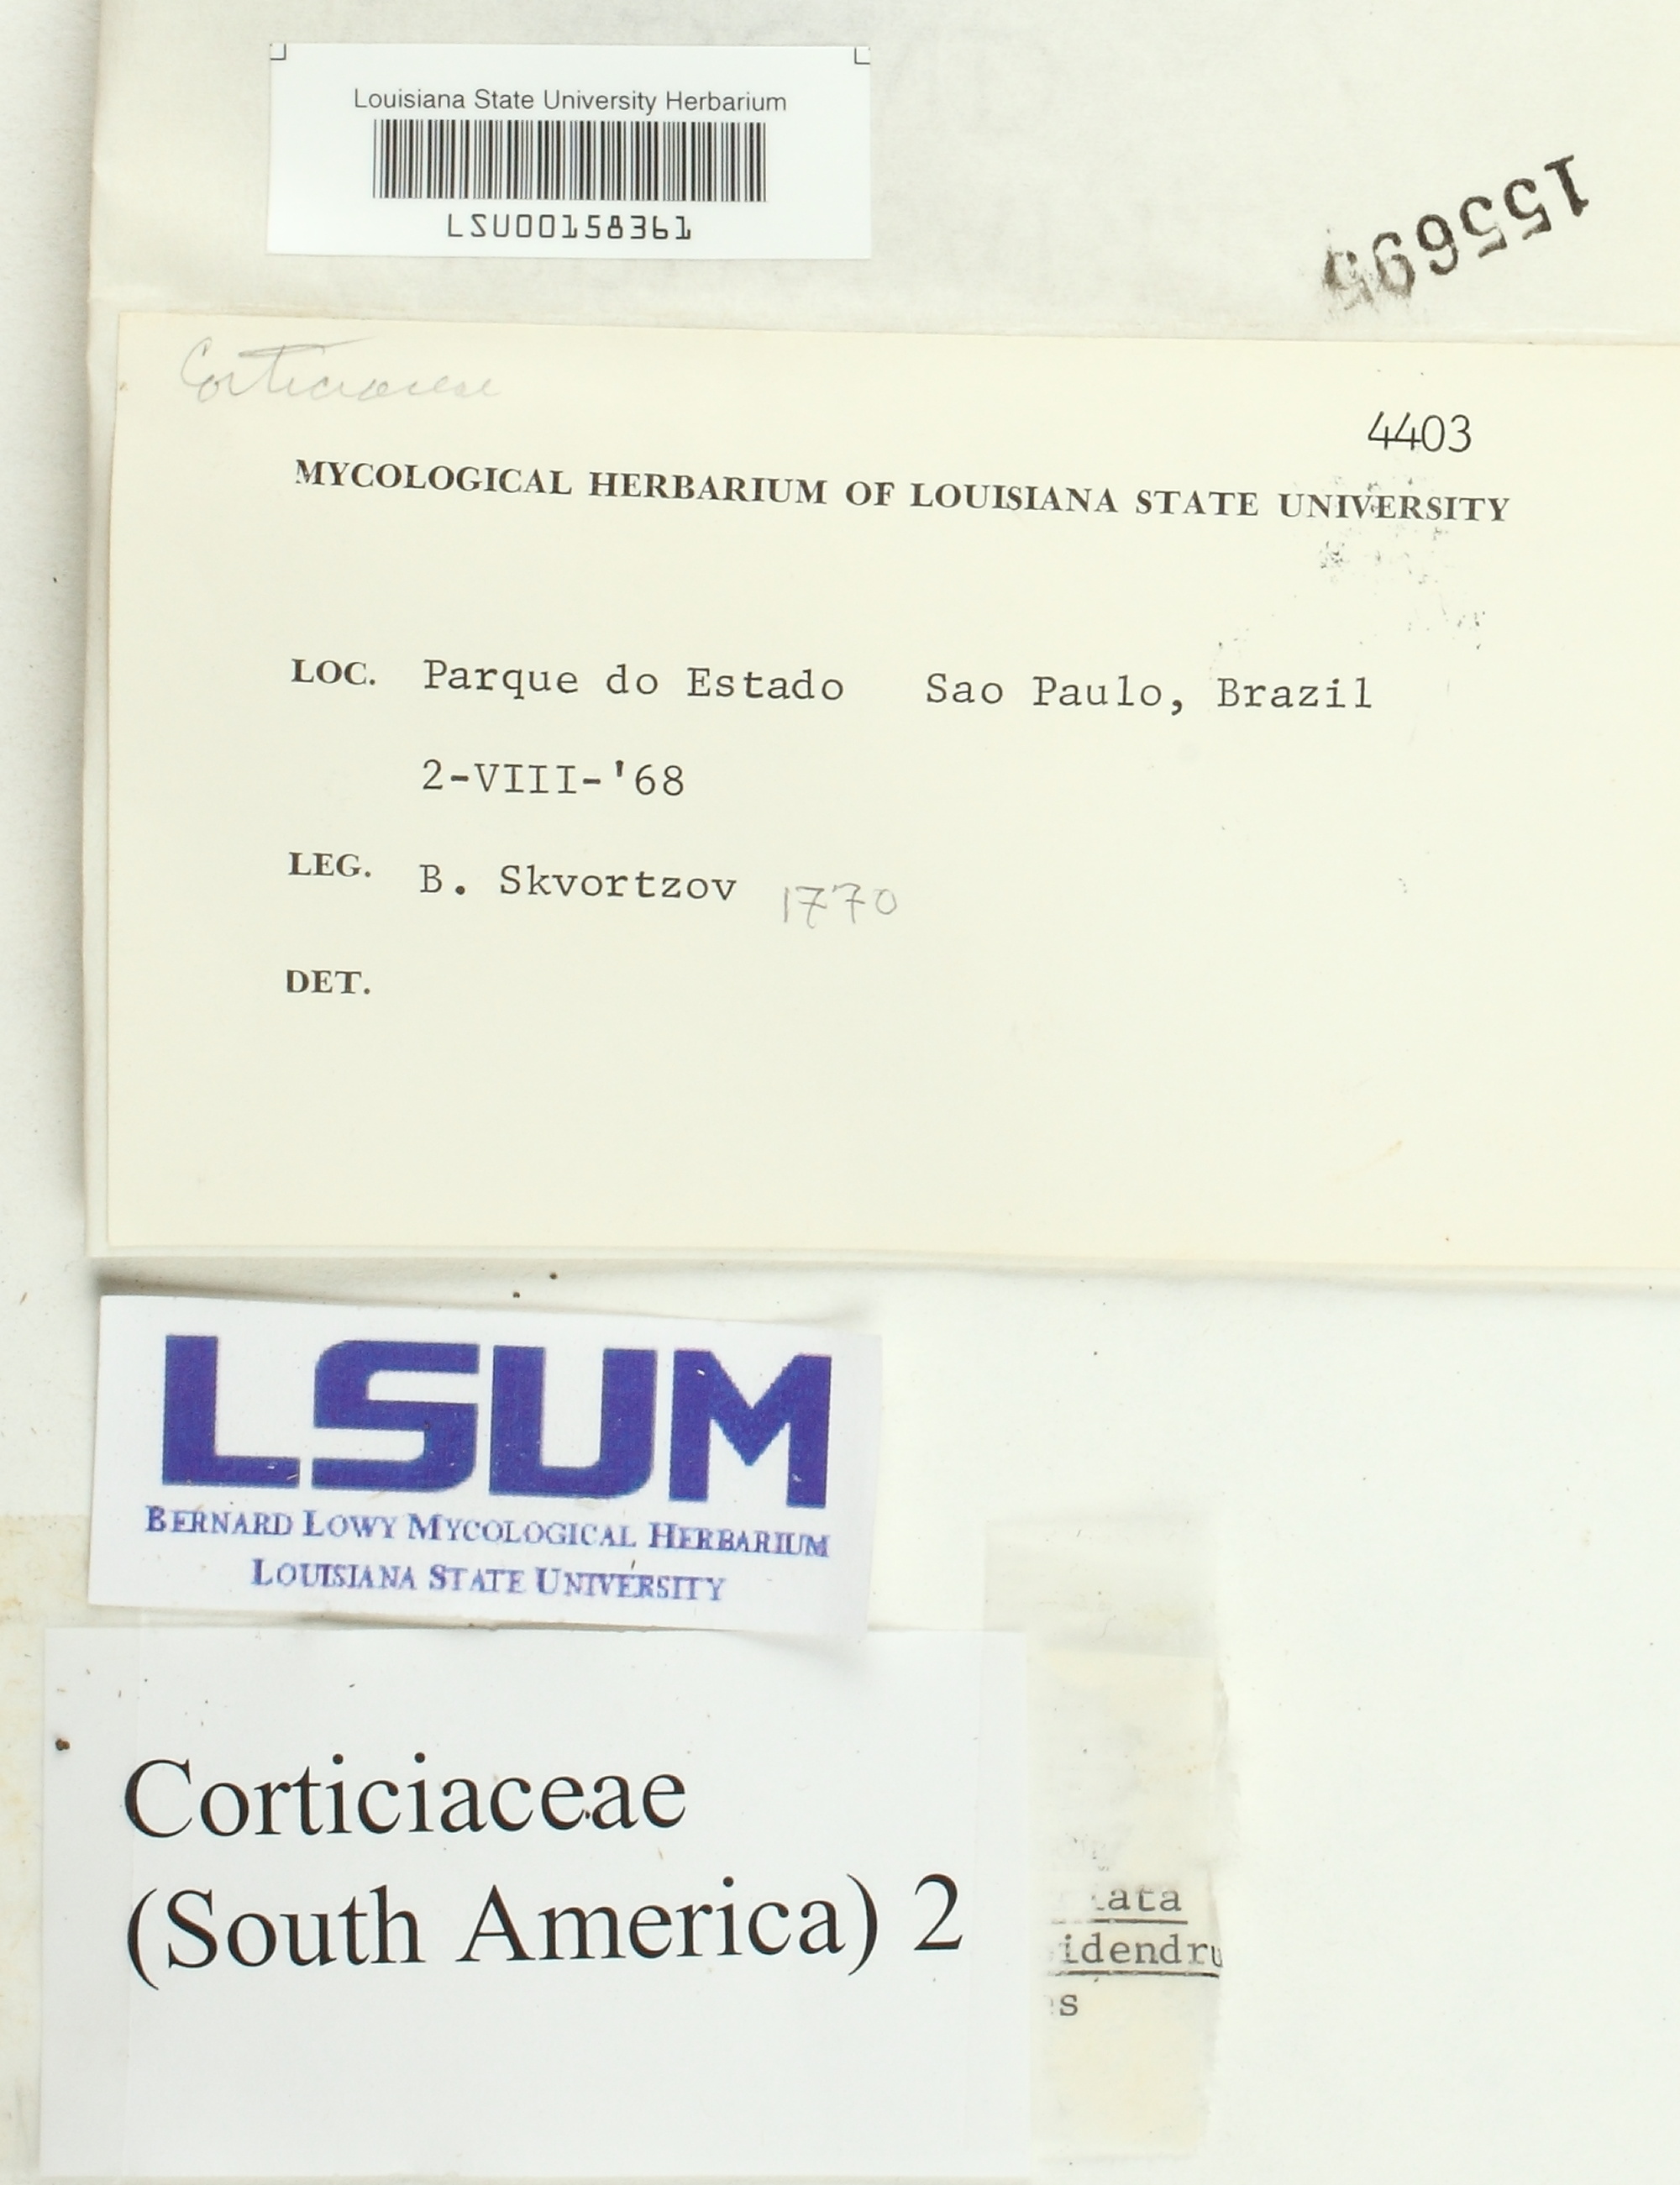 Louisiana State University Herbarium
LSU00158361
155695
Corticiaceae
4403
MYCOLOGICAL HERBARIUM OF LOUISIANA STATE UNIVERSITY
LOC. Parque do Estado Sao Paulo, Brazil
2-VIII-'68
LEG. B. Skvortzov 1770
DET.
LSUM
BERNARD LOWY MYCOLOGICAL HERBARIUM
LOUISIANA STATE UNIVERSITY
Corticiaceae
(South America) 2